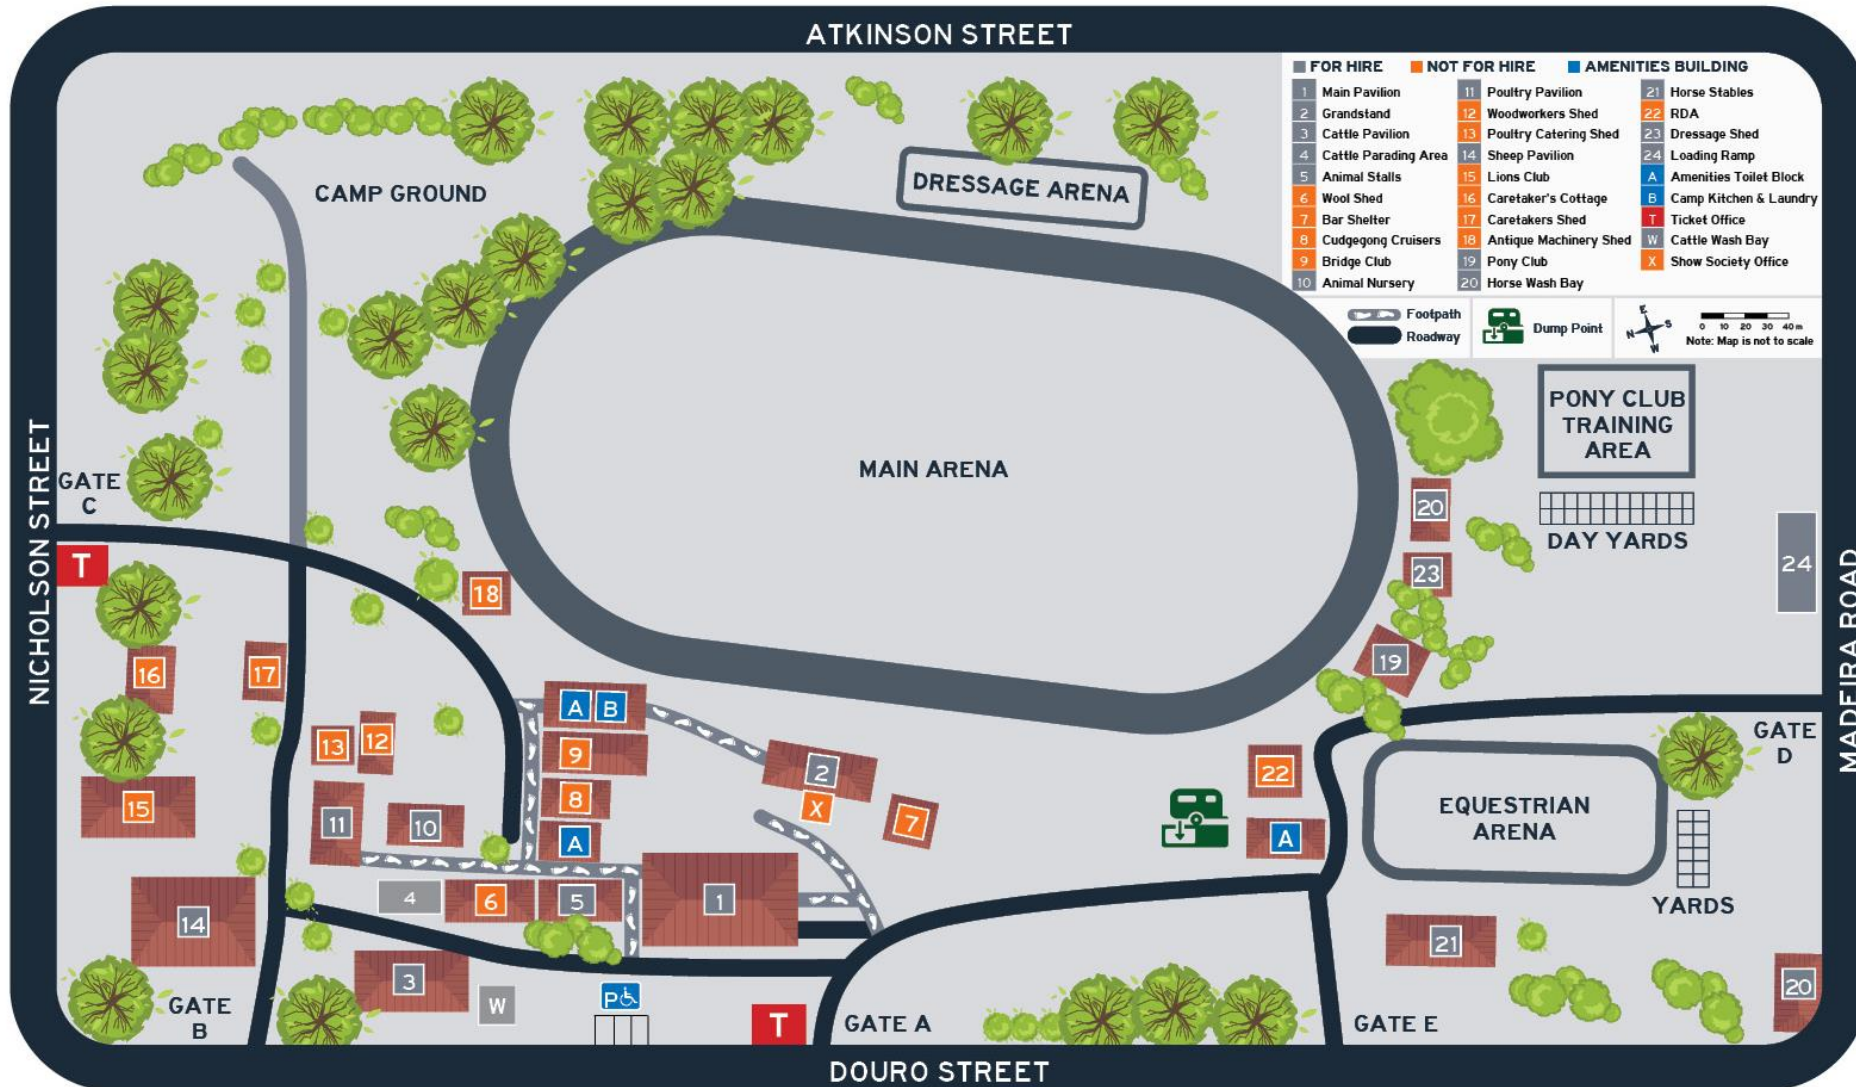 ATKINSON STREET
FOR HIRE
NOT FOR HIRE
AMENITIES BUILDING
1 Main Pavilion
2 Grandstand
3 Cattle Pavilion
4 Cattle Parading Area
5 Animal Stalls
6 Wool Shed
7 Bar Shelter
8 Cudgegong Cruisers
9 Bridge Club
10 Animal Nursery
11 Poultry Pavilion
12 Woodworkers Shed
13 Poultry Catering Shed
14 Sheep Pavilion
15 Lions Club
16 Caretaker's Cottage
17 Caretakers Shed
18 Antique Machinery Shed
19 Pony Club
20 Horse Wash Bay
21 Horse Stables
22 RDA
23 Dressage Shed
24 Loading Ramp
A Amenities Toilet Block
B Camp Kitchen & Laundry
T Ticket Office
W Cattle Wash Bay
X Show Society Office
Footpath
Roadway
Dump Point
E
N S
W
0 10 20 30 40 m
Note: Map is not to scale
CAMP GROUND
DRESSAGE ARENA
MAIN ARENA
PONY CLUB
TRAINING
AREA
DAY YARDS
NICHOLSON STREET
MADEIRA ROAD
GATE
C
T
20
23
24
18
19
16
17
A B
13
12
9
2
22
GATE
D
15
8
X
7
EQUESTRIAN
ARENA
11
10
A
A
4
6
5
1
YARDS
14
21
3
W
P
20
GATE
B
T
GATE A
GATE E
DOURO STREET